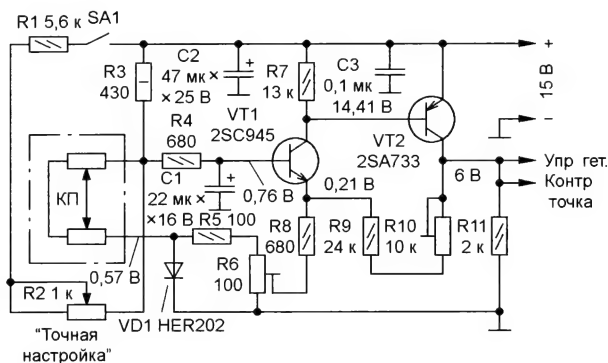 R1 5,6 к
SA1
R3
430
C2
47 мк ×
× 25 В
+
R4
680
C1
22 мк ×
×16 В
+
VT1
2SC945
R7
13 к
C3
0,1 мк
14,41 В
VT2
2SA733
+
15 В
−
Упр гет.
Контр
точка
6 В
0,76 В
0,21 В
КП
0,57 В
R5 100
R6
100
R8
680
R9
24 к
R10
10 к
R11
2 к
R2 1 к
"Точная
настройка"
VD1 HER202